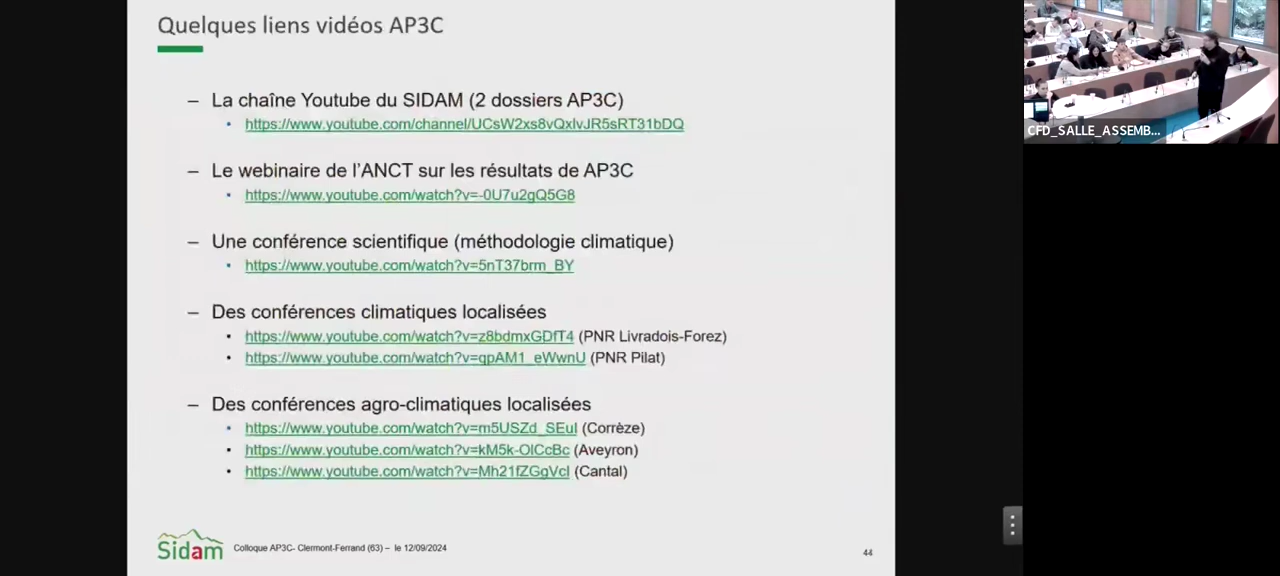 Quelques liens vidéos AP3C
– La chaîne Youtube du SIDAM (2 dossiers AP3C)
https://www.youtube.com/channel/UCsW2xs8vQxlvJR5sRT31bDQ
– Le webinaire de l'ANCT sur les résultats de AP3C
https://www.youtube.com/watch?v=-0U7u2gQ5G8
– Une conférence scientifique (méthodologie climatique)
https://www.youtube.com/watch?v=5nT37brm_BY
– Des conférences climatiques localisées
https://www.youtube.com/watch?v=z8bdmxGDfT4 (PNR Livradois-Forez)
https://www.youtube.com/watch?v=qpAM1_eWwnU (PNR Pilat)
– Des conférences agro-climatiques localisées
https://www.youtube.com/watch?v=m5USZd_SEuI (Corrèze)
https://www.youtube.com/watch?v=kM5k-OlCcBc (Aveyron)
https://www.youtube.com/watch?v=Mh21fZGgVcI (Cantal)
Sidam
Colloque AP3C- Clermont-Ferrand (63) – le 12/09/2024
44
CFD_SALLE_ASSEMB...